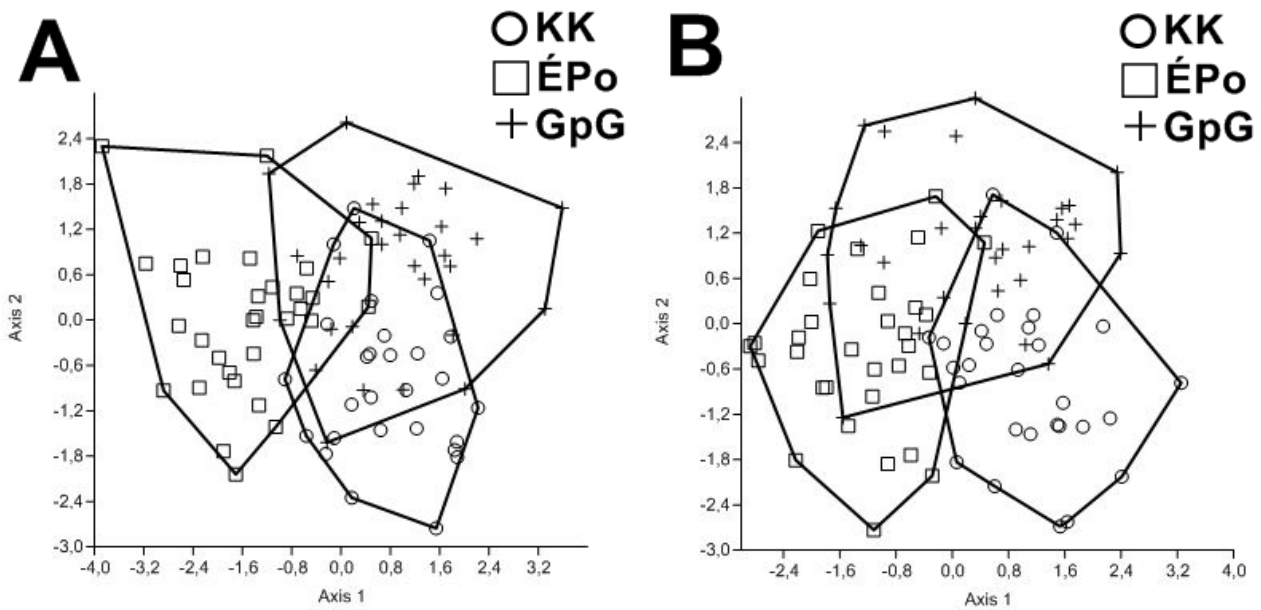 A
KK
ÉPo
GpG
2,4
1,8
1,2
0,6
0,0
-0,6
-1,2
-1,8
-2,4
-3,0
Axis 2
-4,0 -3,2 -2,4 -1,6 -0,8 0,0 0,8 1,6 2,4 3,2
Axis 1
B
KK
ÉPo
GpG
2,4
1,8
1,2
0,6
0,0
-0,6
-1,2
-1,8
-2,4
-3,0
Axis 2
-2,4 -1,6 -0,8 0,0 0,8 1,6 2,4 3,2 4,0
Axis 1